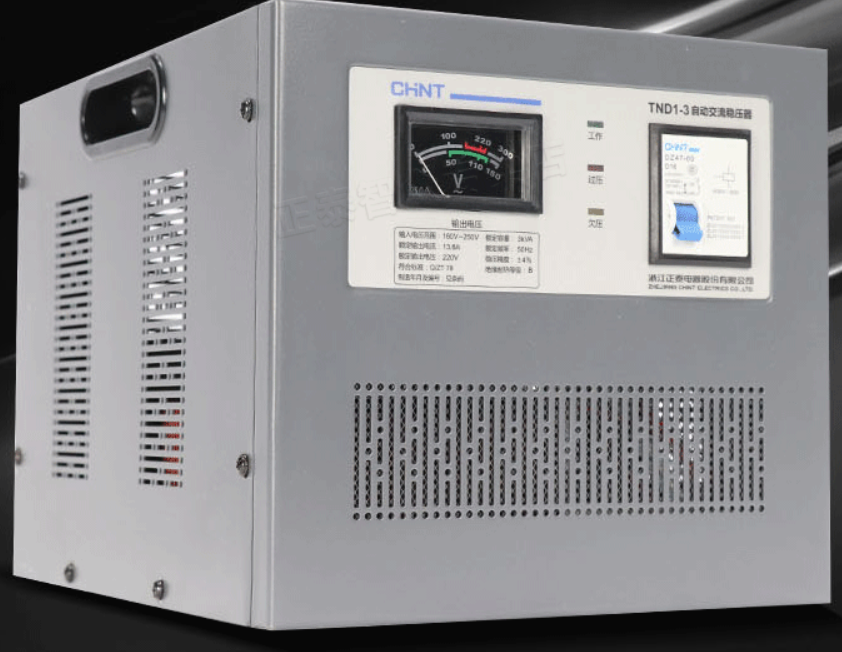 CHNT
TND1-3 自动交流稳压器
100 220 300
50 110 150
V
输出电压
工作
过压
欠压
输入电压范围：160V~250V 额定容量：3kVA
额定输出电流：13.6A 额定频率：50Hz
额定输出电压：220V 稳压精度：±4%
符合标准：Q/ZT 78 绝缘耐热等级：B
CHNT
DZ47-60
浙江正泰电器股份有限公司
ZHEJIANG CHINT ELECTRICS CO.,LTD.